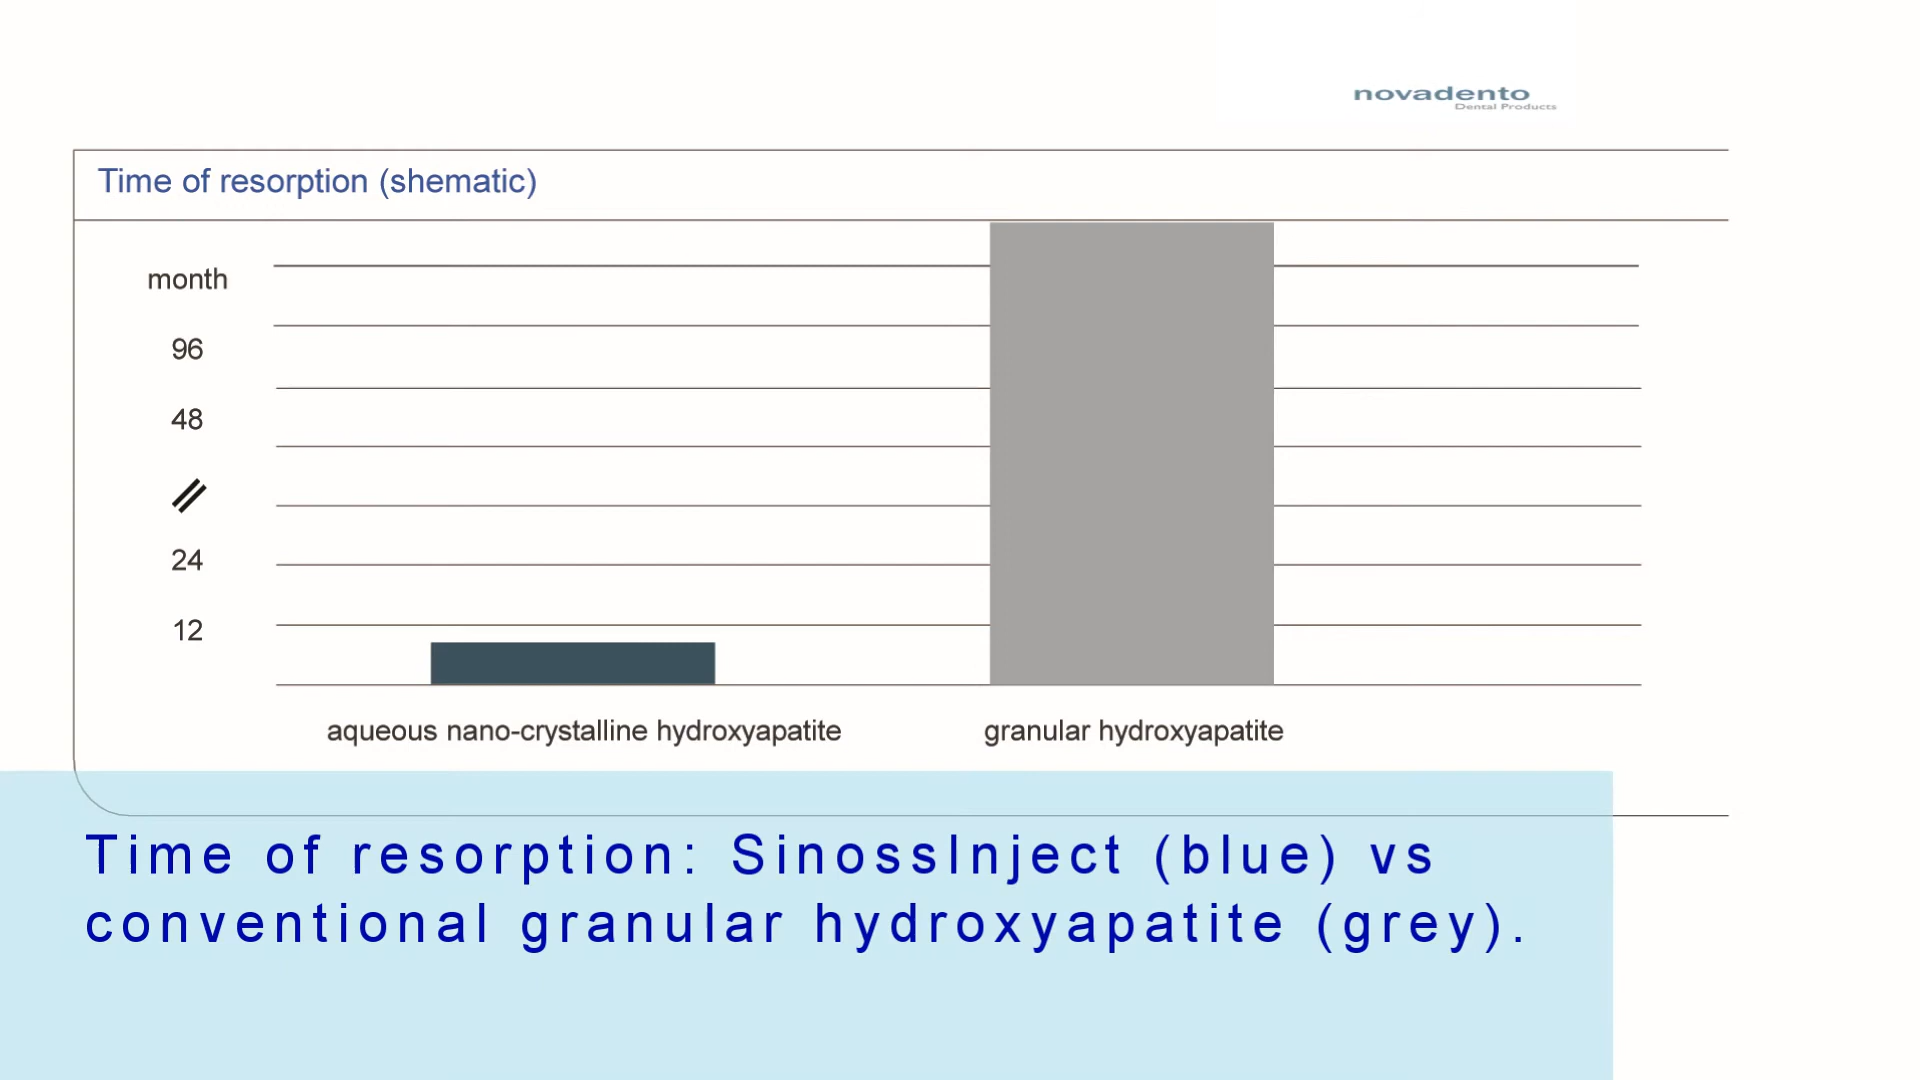 novadento
Dental Products
Time of resorption (shematic)
month
96
48
24
12
aqueous nano-crystalline hydroxyapatite
granular hydroxyapatite
Time of resorption: SinossInject (blue) vs
conventional granular hydroxyapatite (grey).